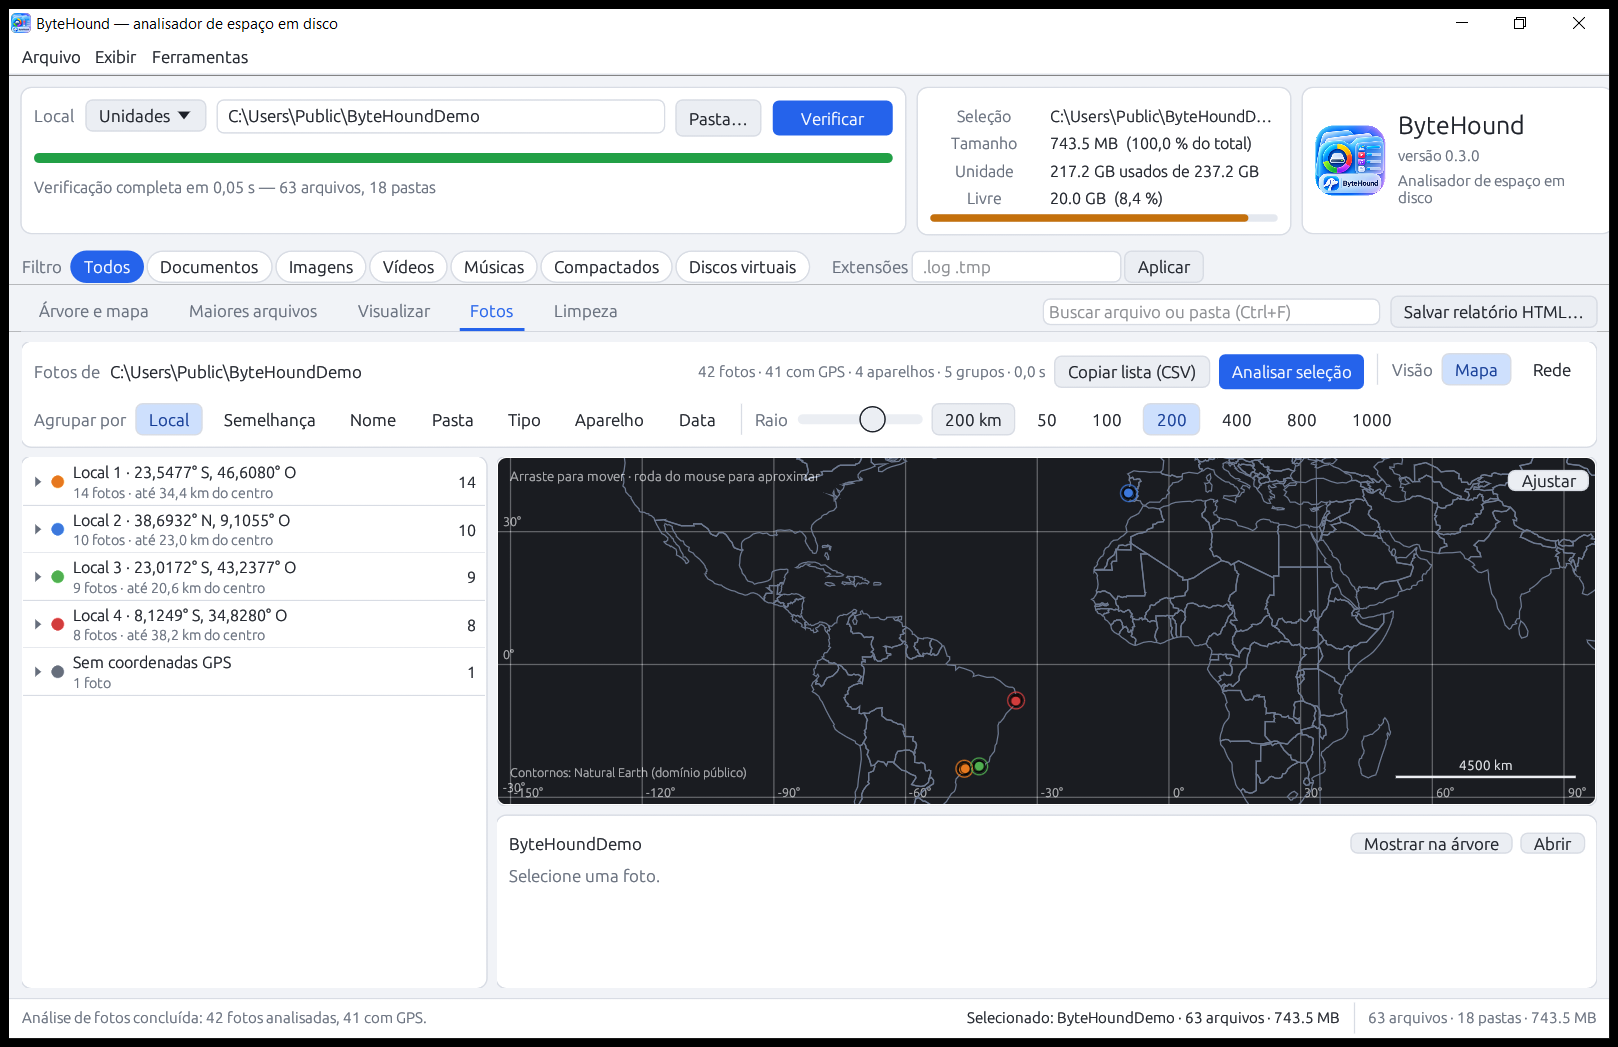 ByteHound — analisador de espaço em disco
Arquivo Exibir Ferramentas
Local Unidades ▼ C:\Users\Public\ByteHoundDemo Pasta... Verificar
Verificação completa em 0,05 s — 63 arquivos, 18 pastas
Seleção C:\Users\Public\ByteHoundD...
Tamanho 743.5 MB (100,0 % do total)
Unidade 217.2 GB usados de 237.2 GB
Livre 20.0 GB (8,4 %)
ByteHound
ByteHound
versão 0.3.0
Analisador de espaço em
disco
Filtro Todos Documentos Imagens Vídeos Músicas Compactados Discos virtuais Extensões .log .tmp Aplicar
Árvore e mapa Maiores arquivos Visualizar Fotos Limpeza Buscar arquivo ou pasta (Ctrl+F) Salvar relatório HTML...
Fotos de C:\Users\Public\ByteHoundDemo 42 fotos · 41 com GPS · 4 aparelhos · 5 grupos · 0,0 s Copiar lista (CSV) Analisar seleção Visão Mapa Rede
Agrupar por Local Semelhança Nome Pasta Tipo Aparelho Data Raio 200 km 50 100 200 400 800 1000
Local 1 · 23,5477° S, 46,6080° O
14 fotos · até 34,4 km do centro
14
Local 2 · 38,6932° N, 9,1055° O
10 fotos · até 23,0 km do centro
10
Local 3 · 23,0172° S, 43,2377° O
9 fotos · até 20,6 km do centro
9
Local 4 · 8,1249° S, 34,8280° O
8 fotos · até 38,2 km do centro
8
Sem coordenadas GPS
1 foto
1
Arraste para mover · roda do mouse para aproximar
Ajustar
30°
0°
4500 km
Contornos: Natural Earth (domínio público)
-30°
-150° -120° -90° -60° -30° 0° 30° 60° 90°
ByteHoundDemo Mostrar na árvore Abrir
Selecione uma foto.
Análise de fotos concluída: 42 fotos analisadas, 41 com GPS. Selecionado: ByteHoundDemo · 63 arquivos · 743.5 MB 63 arquivos · 18 pastas · 743.5 MB